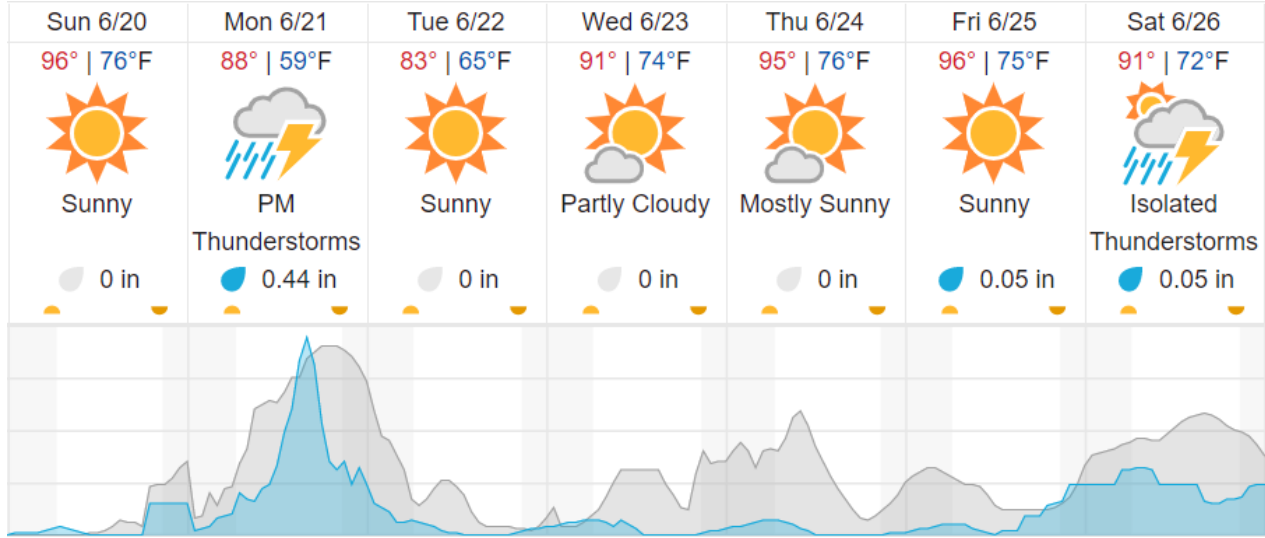 Sun 6/20 Mon 6/21 Tue 6/22 Wed 6/23 Thu 6/24 Fri 6/25 Sat 6/26
96° | 76°F 88° | 59°F 83° | 65°F 91° | 74°F 95° | 76°F 96° | 75°F 91° | 72°F
Sunny PM Sunny Partly Cloudy Mostly Sunny Sunny Isolated
Thunderstorms Thunderstorms
0 in 0.44 in 0 in 0 in 0 in 0.05 in 0.05 in